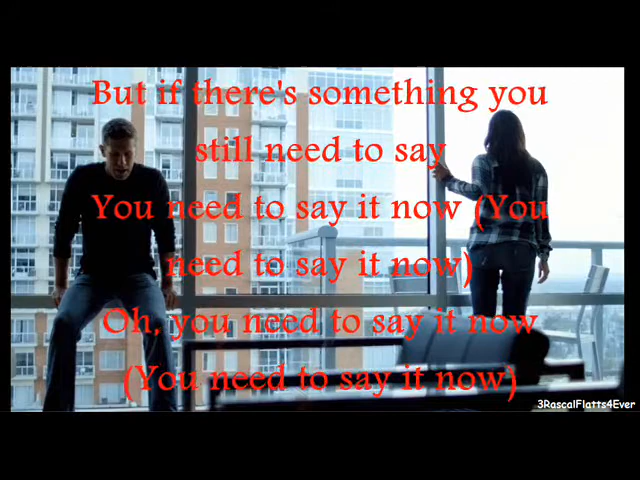 But if there's something you
still need to say
You need to say it now (You
need to say it now)
Oh, you need to say it now
(You need to say it now)
3RascalFlatts4Ever